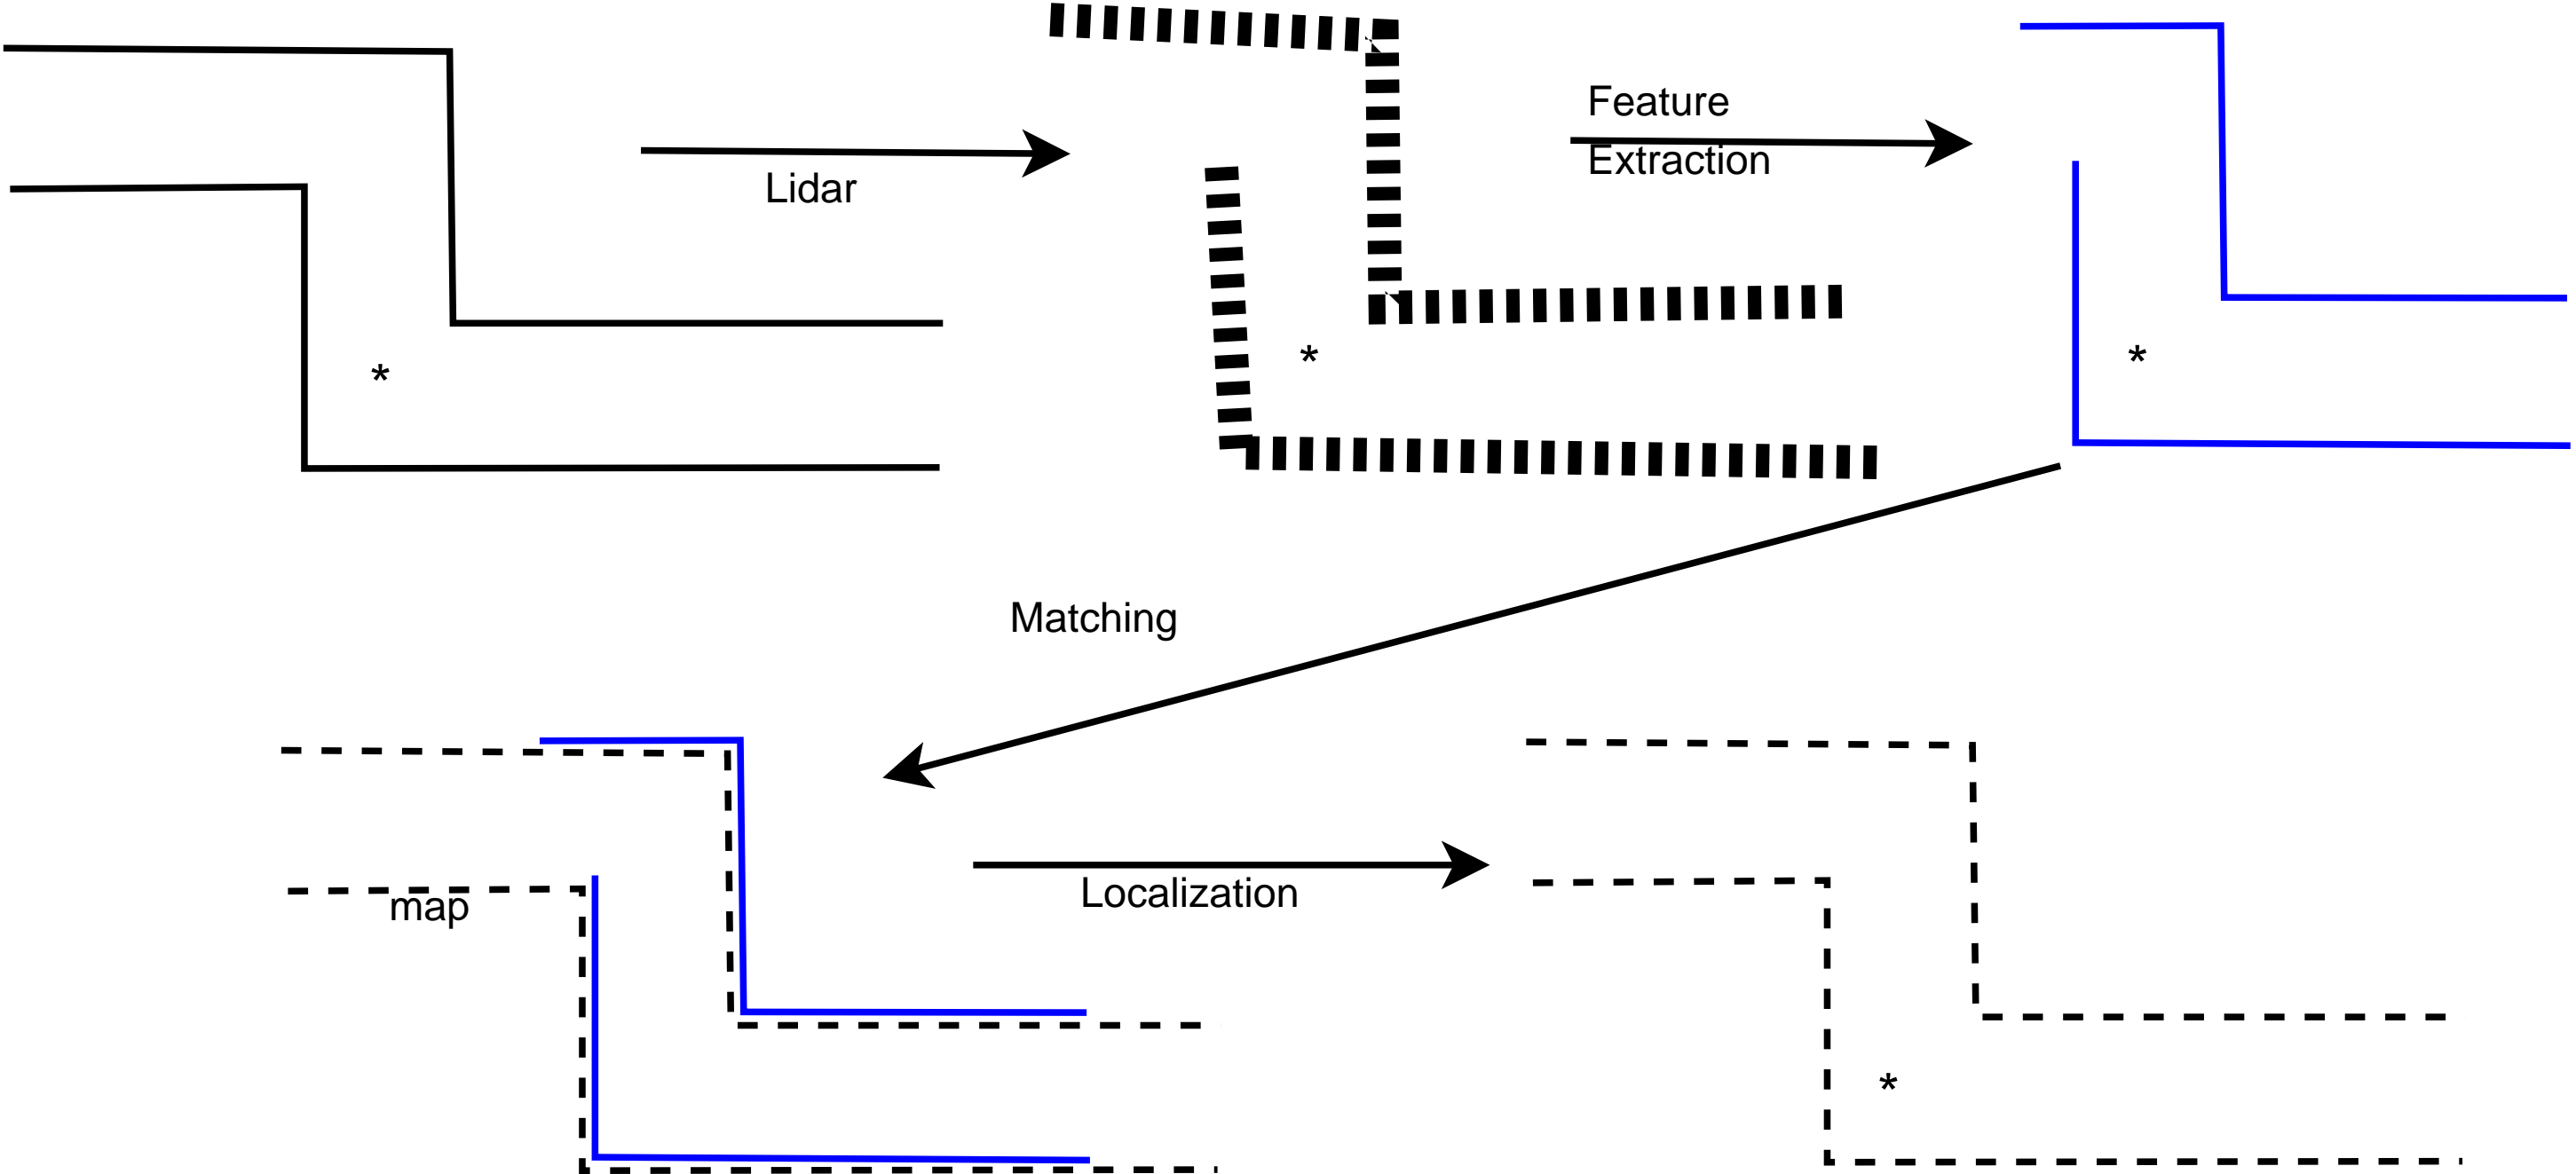 Feature
Extraction
Lidar
*
*
*
Matching
map
Localization
*